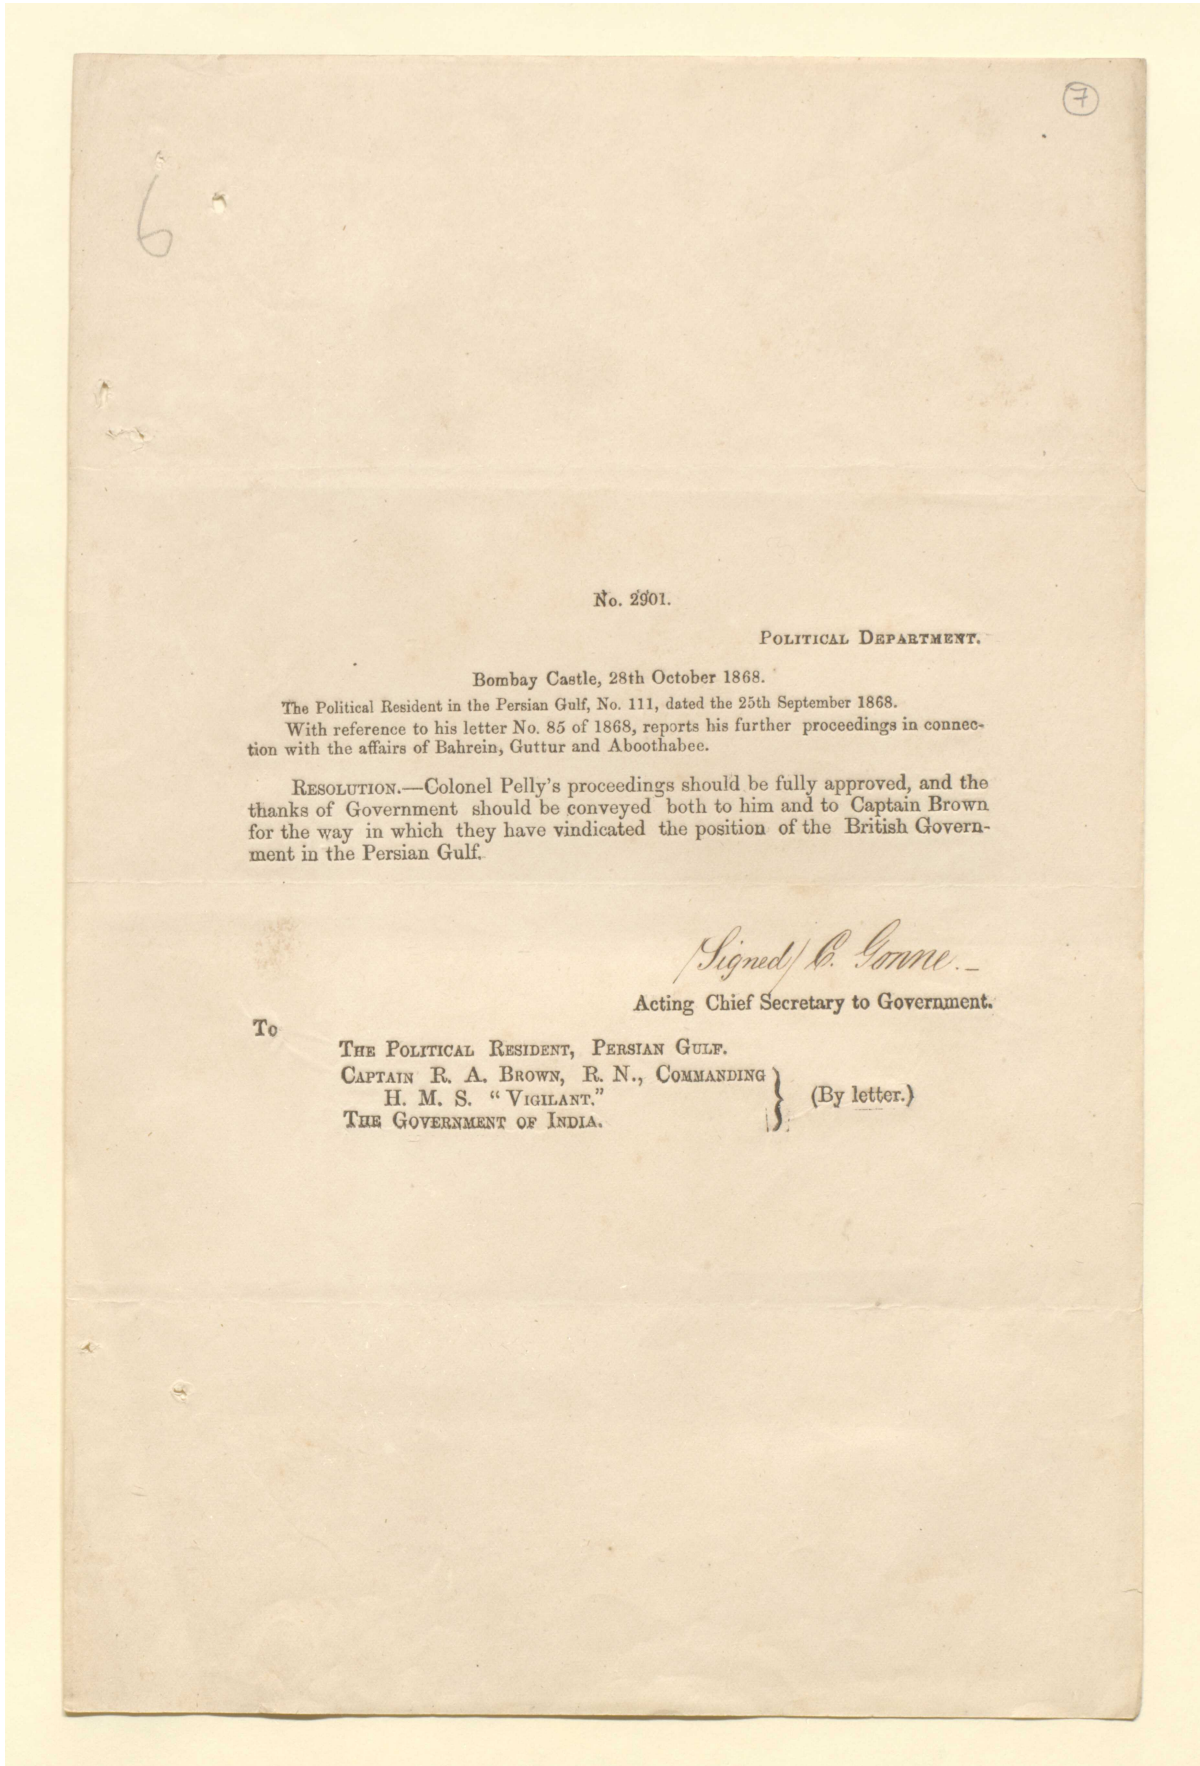 7
6
No. 2901.
POLITICAL DEPARTMENT.
Bombay Castle, 28th October 1868.
The Political Resident in the Persian Gulf, No. 111, dated the 25th September 1868.
With reference to his letter No. 85 of 1868, reports his further proceedings in connec-
tion with the affairs of Bahrein, Guttur and Aboothabee.
RESOLUTION.—Colonel Pelly's proceedings should be fully approved, and the
thanks of Government should be conveyed both to him and to Captain Brown
for the way in which they have vindicated the position of the British Govern-
ment in the Persian Gulf.
(Signed) C. Gonne.-
Acting Chief Secretary to Government.
To
THE POLITICAL RESIDENT, PERSIAN GULF.
CAPTAIN R. A. BROWN, R. N., COMMANDING
H. M. S. "VIGILANT." } (By letter.)
THE GOVERNMENT OF INDIA.